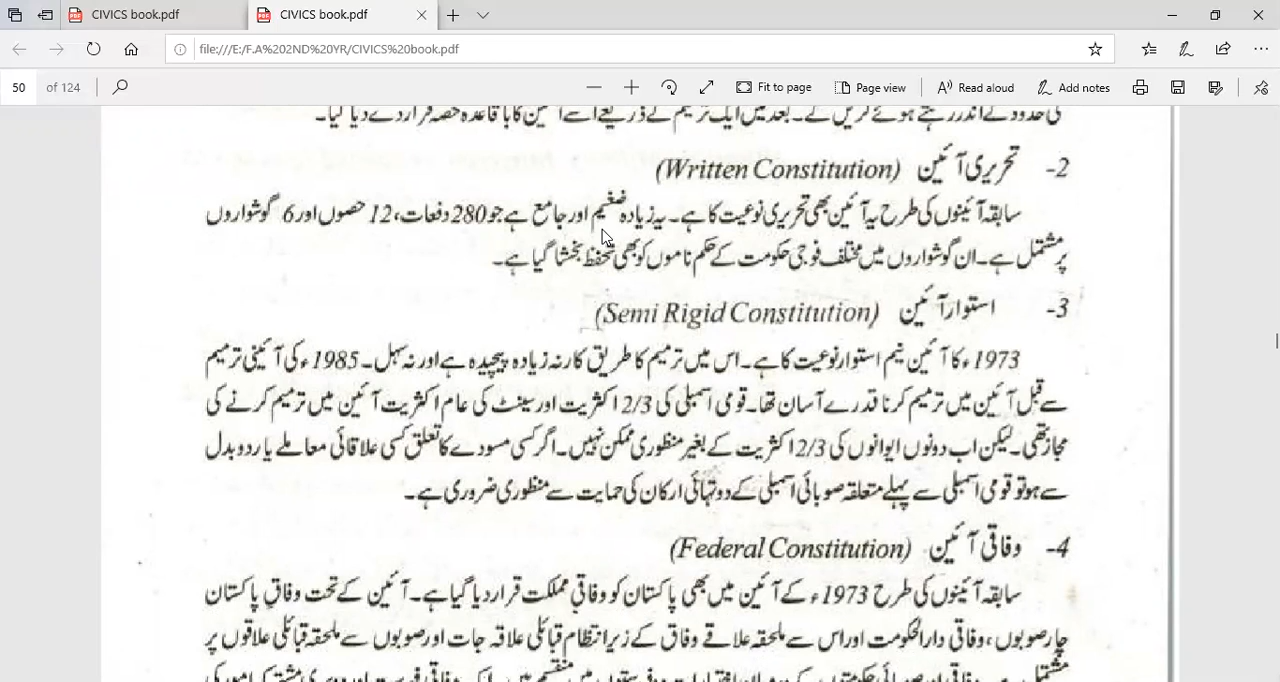 CIVICS book.pdf
CIVICS book.pdf
file:///E:/F.A%202ND%20YR/CIVICS%20book.pdf
50 of 124
Fit to page
Page view
Read aloud
Add notes
کی حدود کے اندر رہتے ہوئے کریں گے۔ بعد میں ایک ترمیم کے ذریعے اسے آئین کا باقاعدہ حصہ قرار دے دیا گیا۔
2- تحریری آئین (Written Constitution)
سابقہ آئینوں کی طرح یہ آئین بھی تحریری نوعیت کا ہے۔ یہ زیادہ ضخیم اور جامع ہے جو 280 دفعات، 12 حصوں اور 6 گوشواروں
پر مشتمل ہے۔ ان گوشواروں میں مختلف فوجی حکومت کے حکم ناموں کو بھی تحفظ بخشا گیا ہے۔
3- استوار آئین (Semi Rigid Constitution)
1973ء کا آئین نیم استوار نوعیت کا ہے۔ اس میں ترمیم کا طریق کار نہ زیادہ پیچیدہ ہے اور نہ سہل۔ 1985ء کی آئینی ترمیم
سے قبل آئین میں ترمیم کرنا قدرے آسان تھا۔ قومی اسمبلی کی 2/3 اکثریت اور سینٹ کی عام اکثریت آئین میں ترمیم کرنے کی
مجاز تھی۔ لیکن اب دونوں ایوانوں کی 2/3 اکثریت کے بغیر منظوری ممکن نہیں۔ اگر کسی مسودے کا تعلق کسی علاقائی معاملے یا ردوبدل
سے ہو تو قومی اسمبلی سے پہلے متعلقہ صوبائی اسمبلی کے دو تہائی ارکان کی حمایت سے منظوری ضروری ہے۔
4- وفاقی آئین (Federal Constitution)
سابقہ آئینوں کی طرح 1973ء کے آئین میں بھی پاکستان کو وفاقی مملکت قرار دیا گیا ہے۔ آئین کے تحت وفاق پاکستان
چار صوبوں، وفاقی دارالحکومت اور اس سے ملحقہ علاقے وفاق کے زیر انتظام قبائلی علاقہ جات اور صوبوں سے ملحقہ قبائلی علاقوں پر